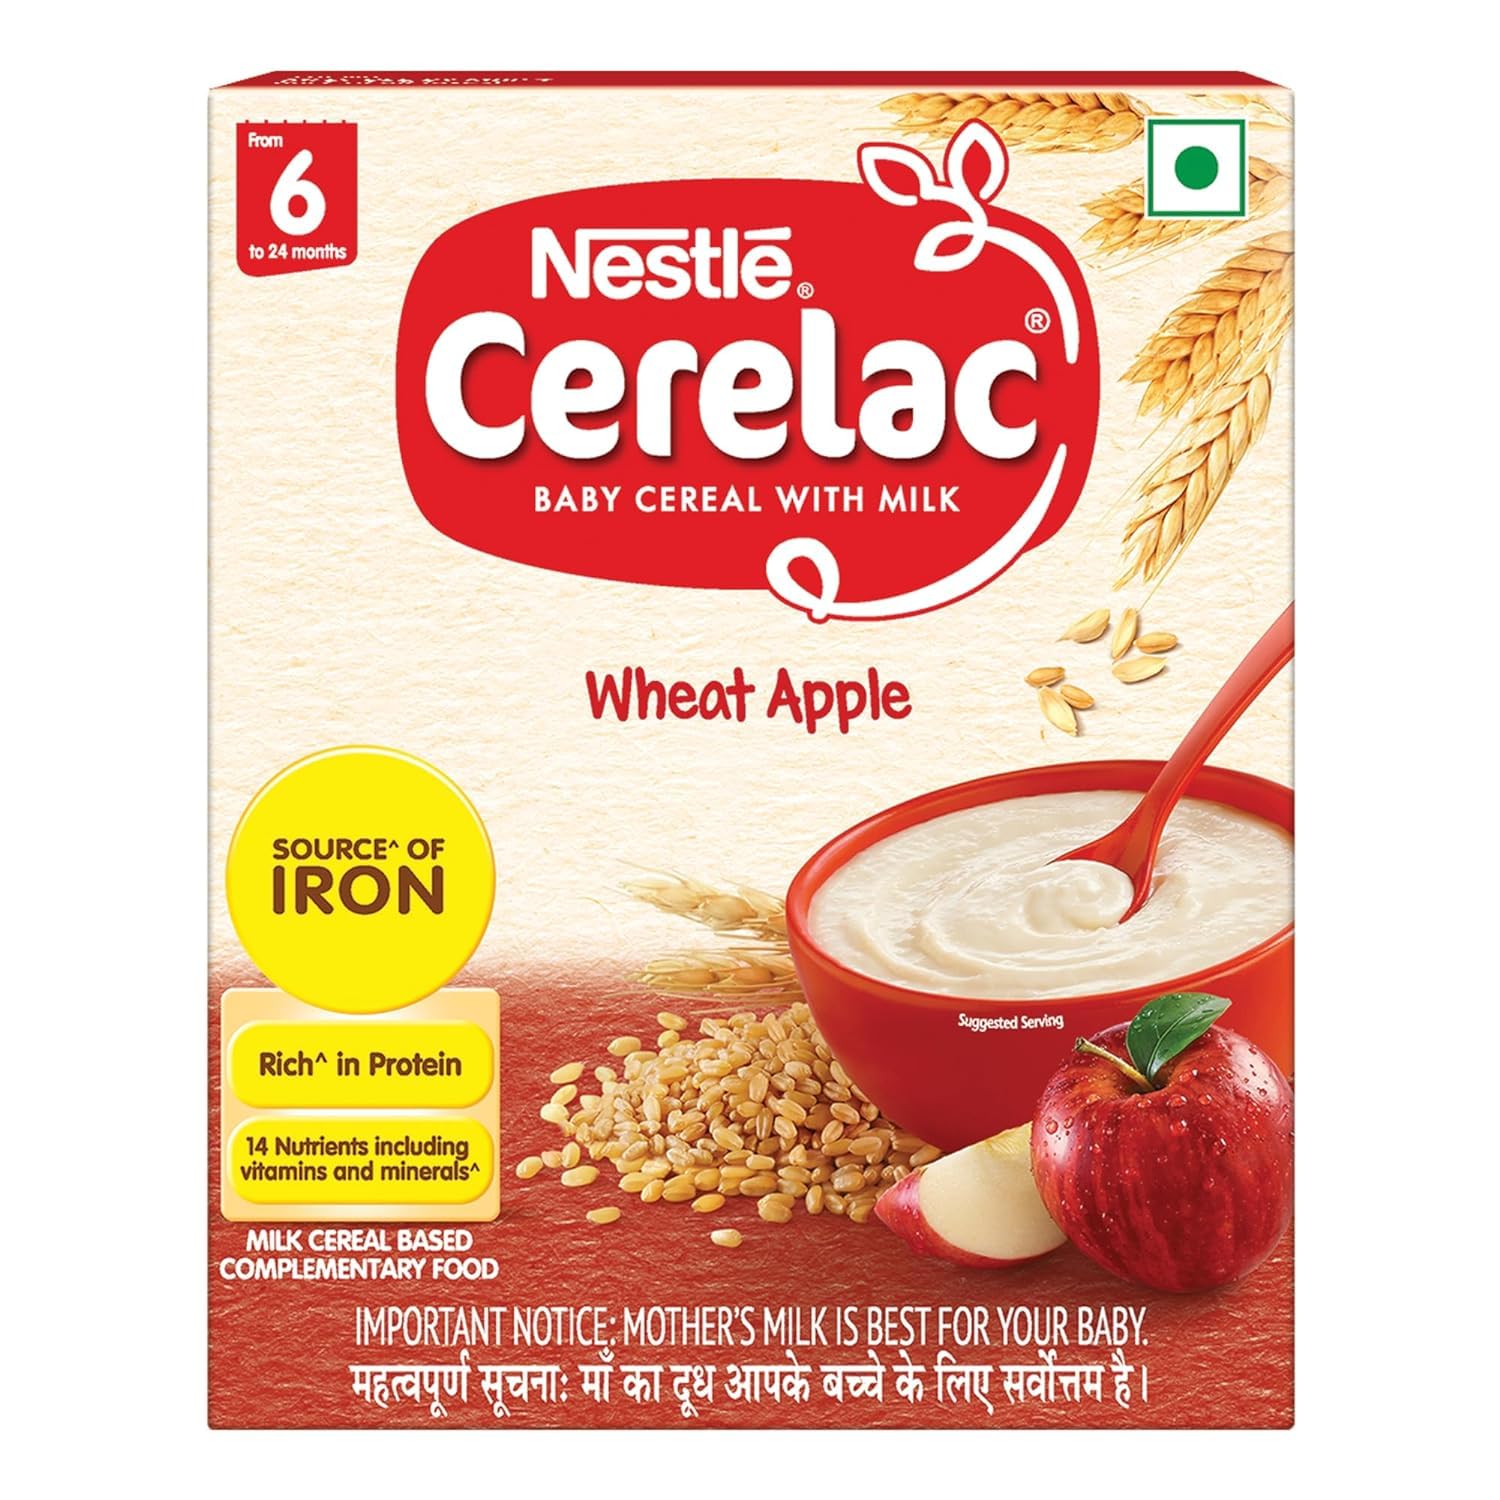 From
6
to 24 months
Nestlé®
Cerelac®
BABY CEREAL WITH MILK
Wheat Apple
SOURCE^ OF
IRON
Rich^ in Protein
14 Nutrients including
vitamins and minerals^
MILK CEREAL BASED
COMPLEMENTARY FOOD
Suggested Serving
IMPORTANT NOTICE: MOTHER'S MILK IS BEST FOR YOUR BABY.
महत्वपूर्ण सूचना: माँ का दूध आपके बच्चे के लिए सर्वोत्तम है।